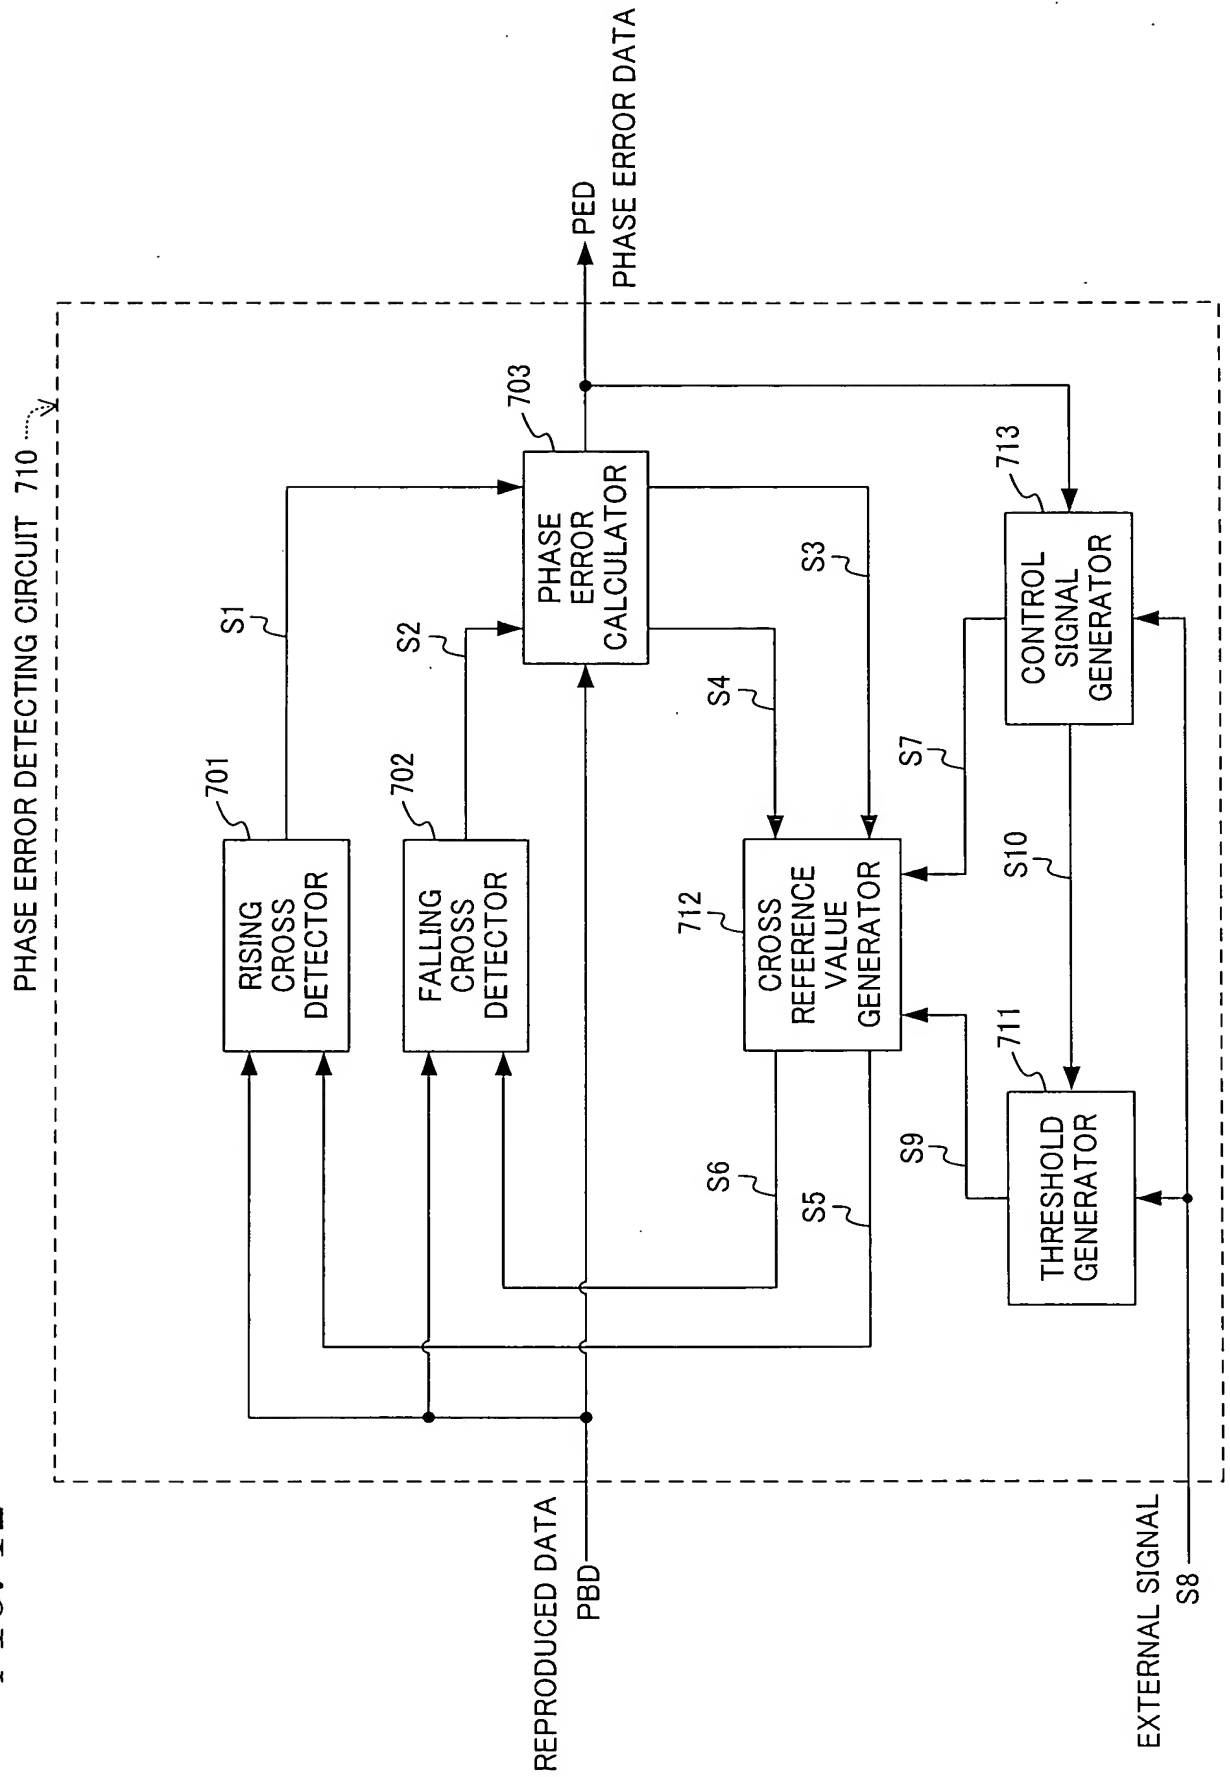 PHASE ERROR DETECTING CIRCUIT 710
701
RISING
CROSS
DETECTOR
S1
702
FALLING
CROSS
DETECTOR
S2
703
PHASE
ERROR
CALCULATOR
REPRODUCED DATA
PBD
PED
PHASE ERROR DATA
S6
S5
712
CROSS
REFERENCE
VALUE
GENERATOR
S4
S3
S9
S7
711
THRESHOLD
GENERATOR
S10
713
CONTROL
SIGNAL
GENERATOR
EXTERNAL SIGNAL
S8